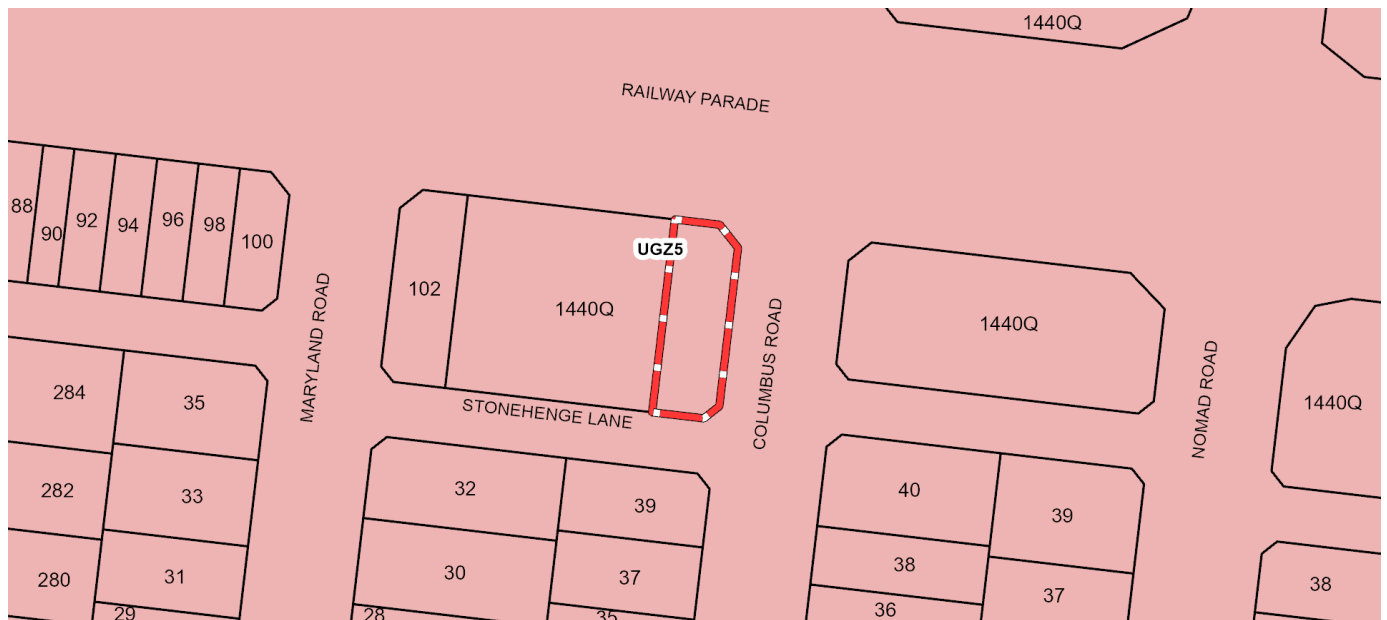 1440Q
RAILWAY PARADE
88
90
92
94
96
98
100
UGZ5
102
1440Q
1440Q
1440Q
MARYLAND ROAD
COLUMBUS ROAD
NOMAD ROAD
STONEHENGE LANE
284
35
282
33
280
31
29
32
39
30
37
28
35
40
39
38
37
36
38